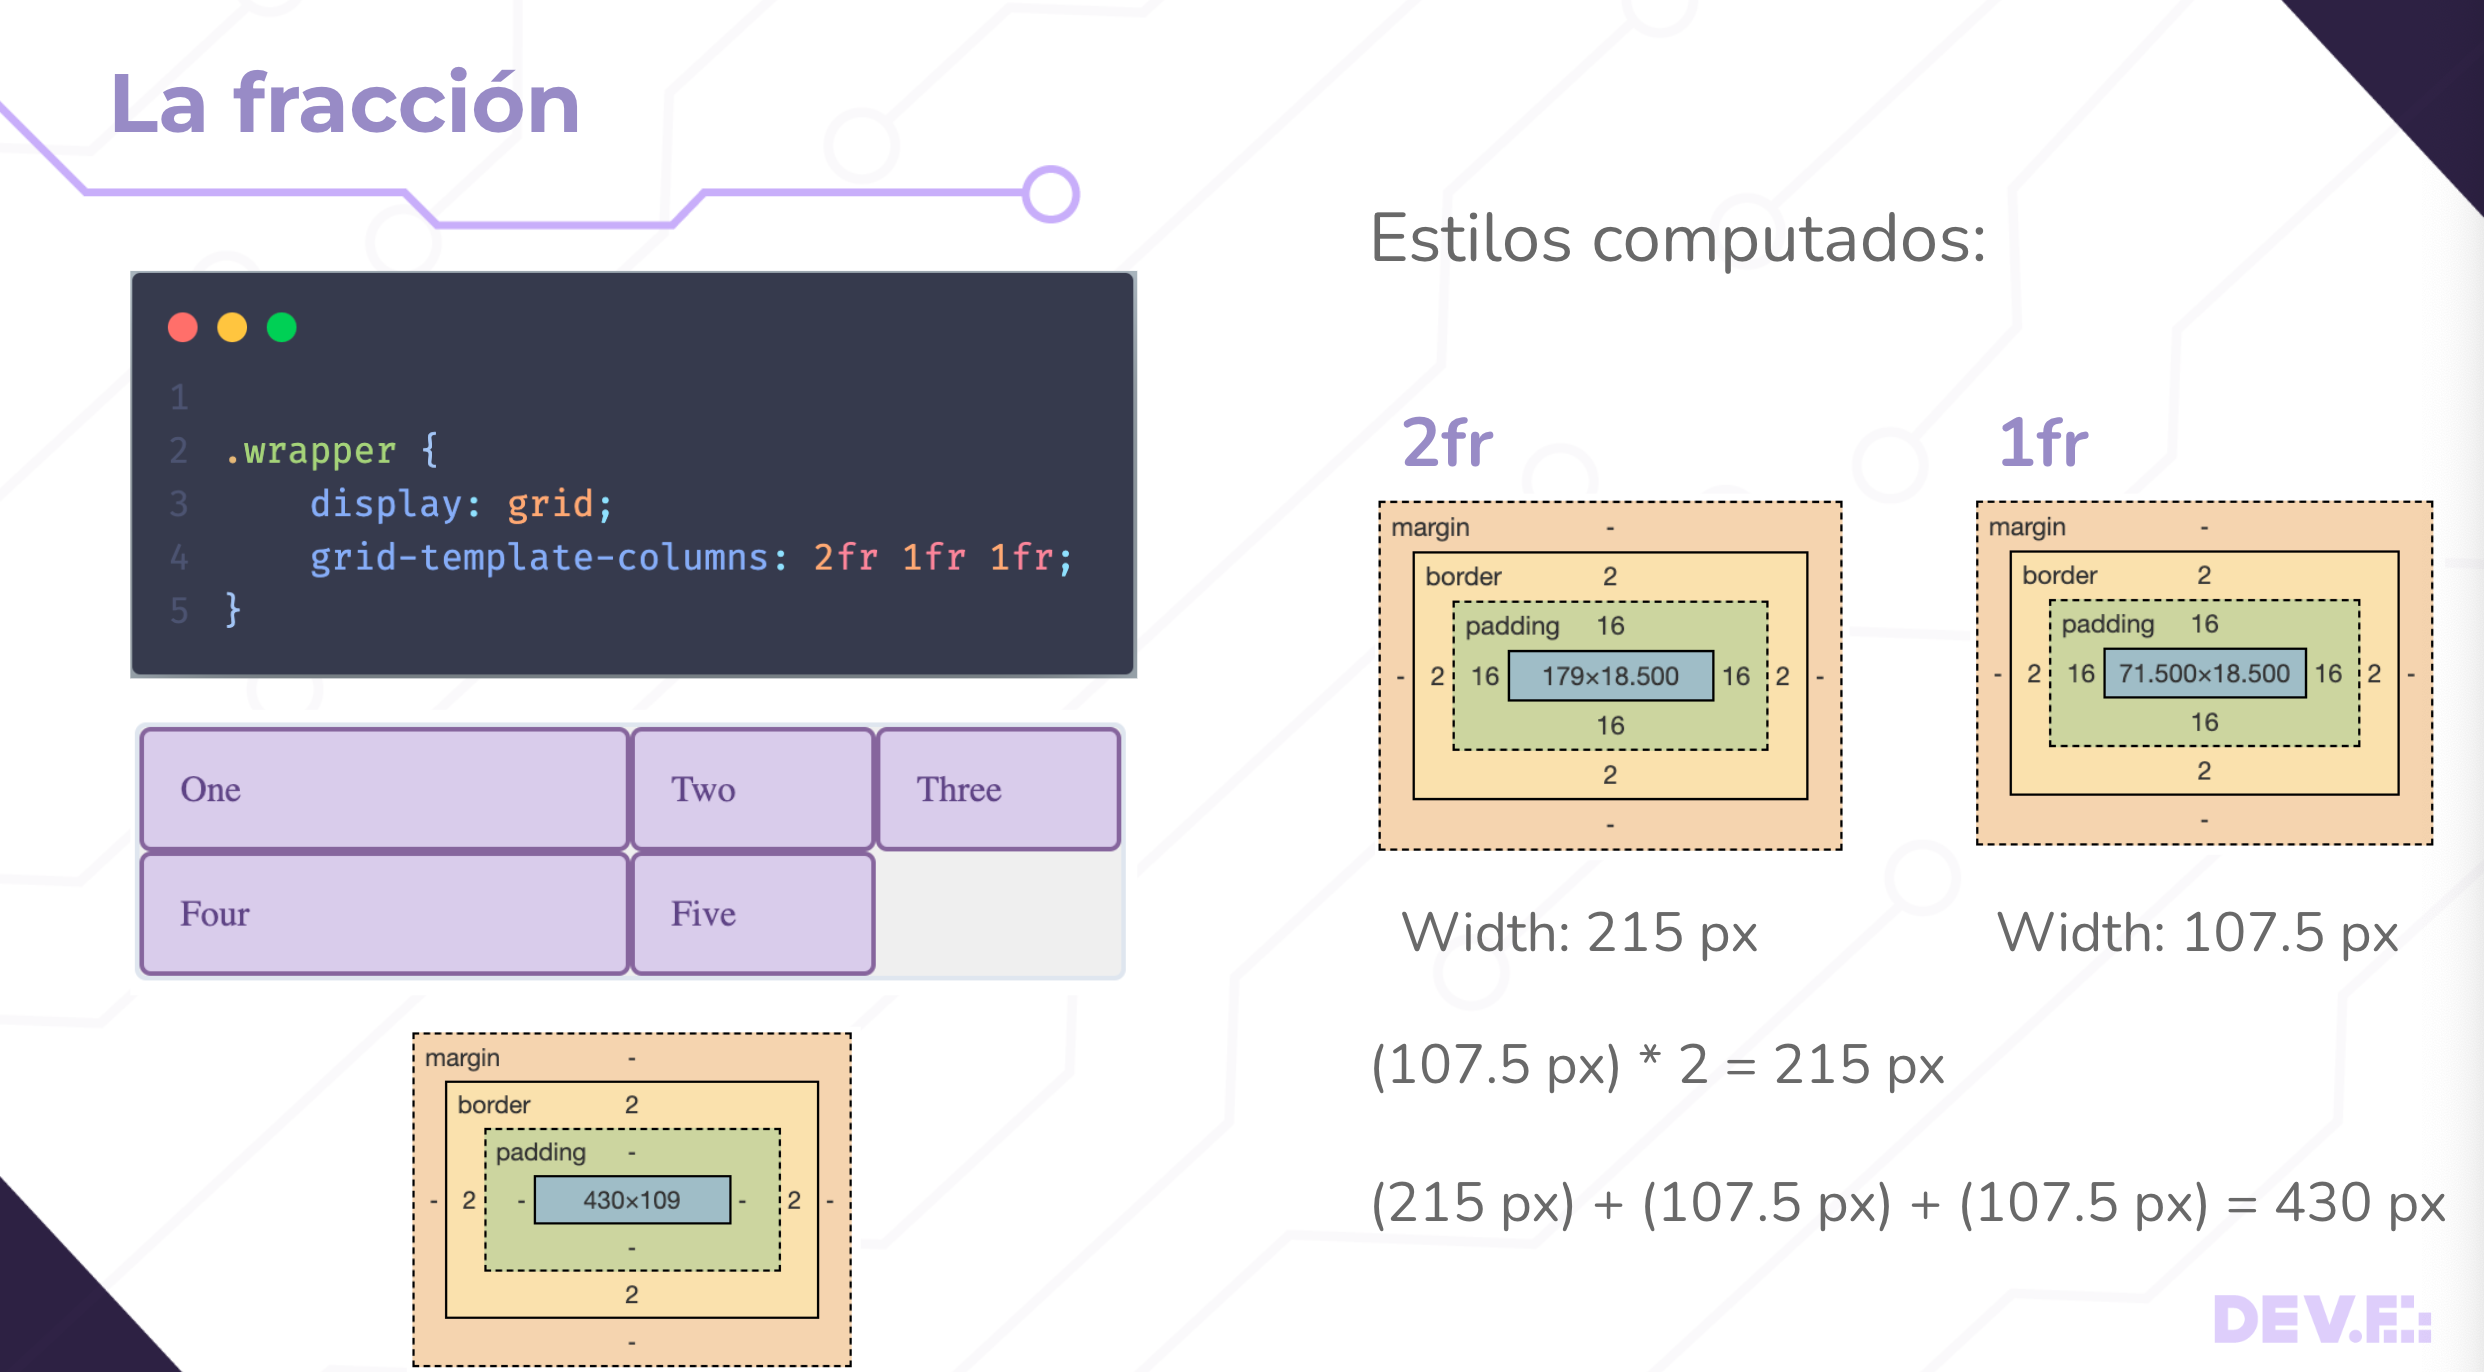 La fracción
1
2 .wrapper {
3 display: grid;
4 grid-template-columns: 2fr 1fr 1fr;
5 }
One Two Three
Four Five
margin -
border 2
padding -
- 2 - 430×109 - 2 -
-
2
-
Estilos computados:
2fr
margin -
border 2
padding 16
- 2 16 179×18.500 16 2 -
16
2
-
Width: 215 px
1fr
margin -
border 2
padding 16
- 2 16 71.500×18.500 16 2 -
16
2
-
Width: 107.5 px
(107.5 px) * 2 = 215 px
(215 px) + (107.5 px) + (107.5 px) = 430 px
DEV.F